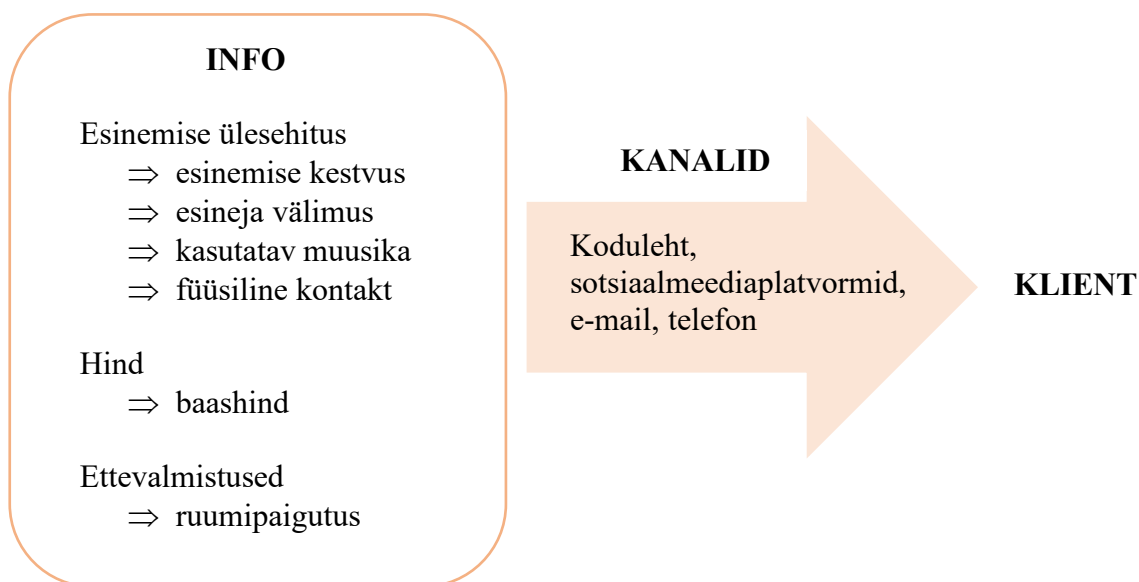 INFO
Esinemise ülesehitus
⇒ esinemise kestvus
⇒ esineja välimus
⇒ kasutatav muusika
⇒ füüsiline kontakt
Hind
⇒ baashind
Ettevalmistused
⇒ ruumipaigutus
KANALID
Koduleht,
sotsiaalmeediaplatvormid,
e-mail, telefon
KLIENT